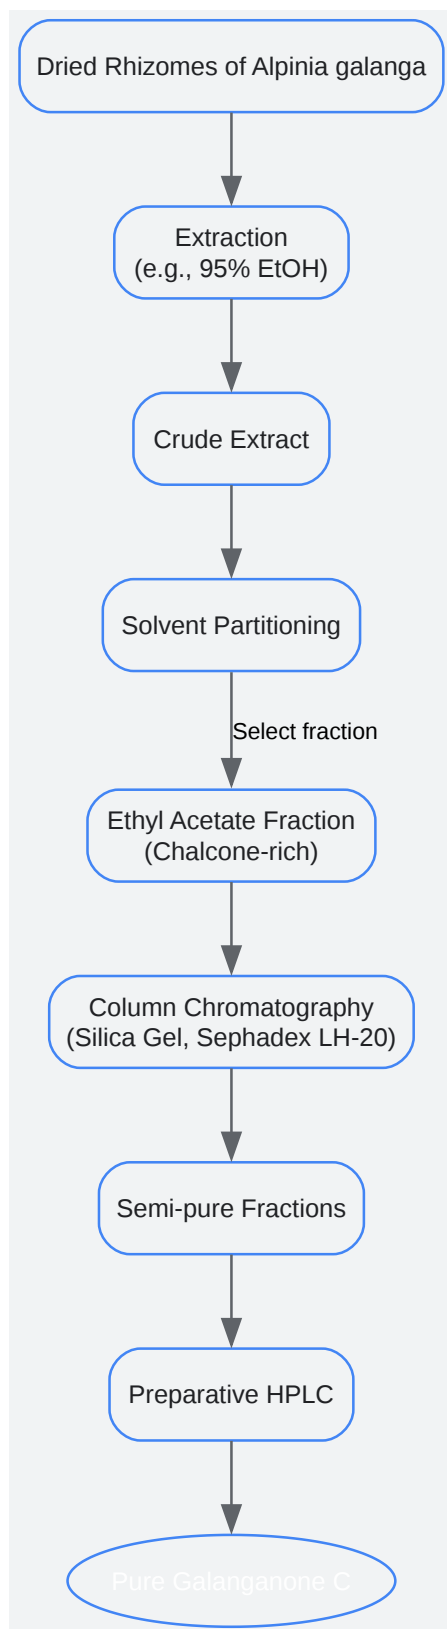 Dried Rhizomes of Alpinia galanga
Extraction
(e.g., 95% EtOH)
Crude Extract
Solvent Partitioning
Select fraction
Ethyl Acetate Fraction
(Chalcone-rich)
Column Chromatography
(Silica Gel, Sephadex LH-20)
Semi-pure Fractions
Preparative HPLC
Pure Galanganone C